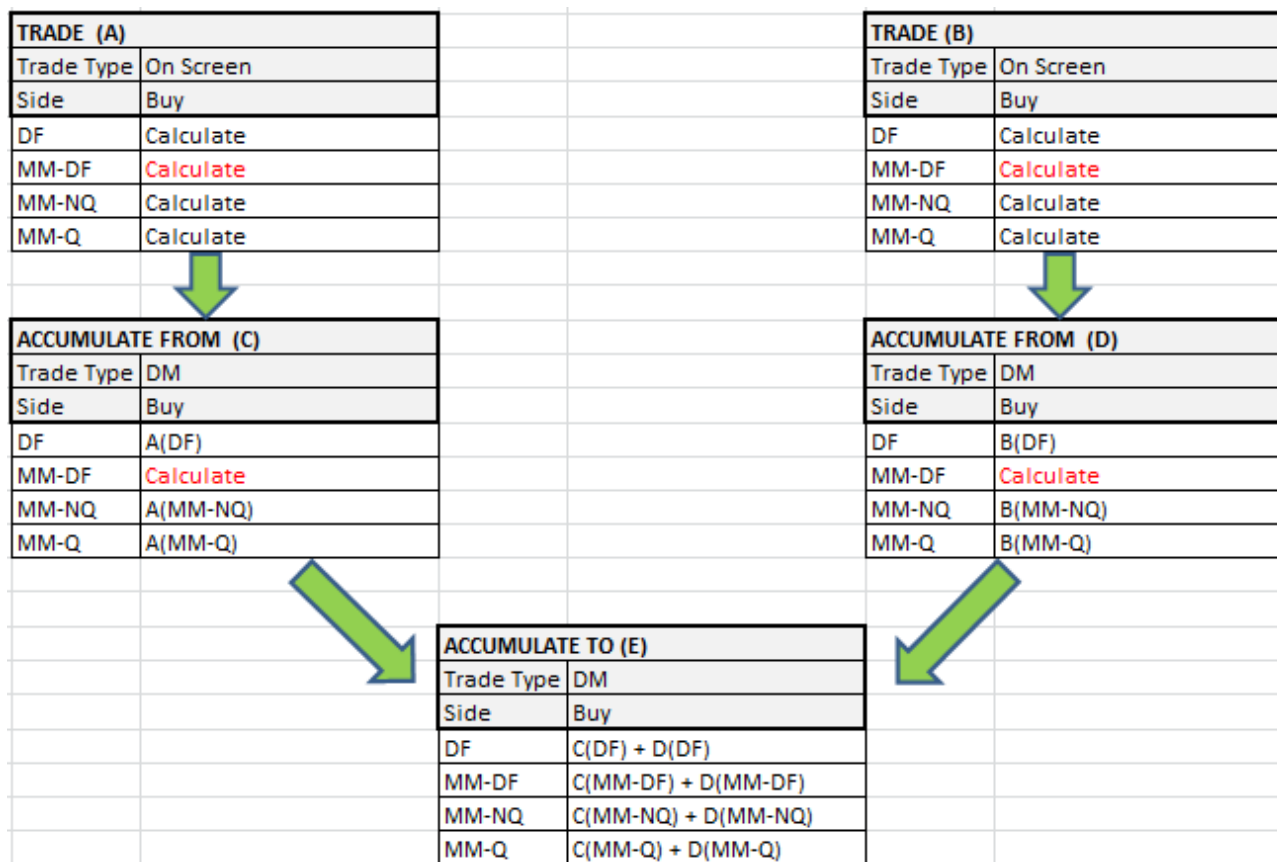 TRADE (A)
Trade Type On Screen
Side Buy
DF Calculate
MM-DF Calculate
MM-NQ Calculate
MM-Q Calculate
TRADE (B)
Trade Type On Screen
Side Buy
DF Calculate
MM-DF Calculate
MM-NQ Calculate
MM-Q Calculate
ACCUMULATE FROM (C)
Trade Type DM
Side Buy
DF A(DF)
MM-DF Calculate
MM-NQ A(MM-NQ)
MM-Q A(MM-Q)
ACCUMULATE FROM (D)
Trade Type DM
Side Buy
DF B(DF)
MM-DF Calculate
MM-NQ B(MM-NQ)
MM-Q B(MM-Q)
ACCUMULATE TO (E)
Trade Type DM
Side Buy
DF C(DF) + D(DF)
MM-DF C(MM-DF) + D(MM-DF)
MM-NQ C(MM-NQ) + D(MM-NQ)
MM-Q C(MM-Q) + D(MM-Q)